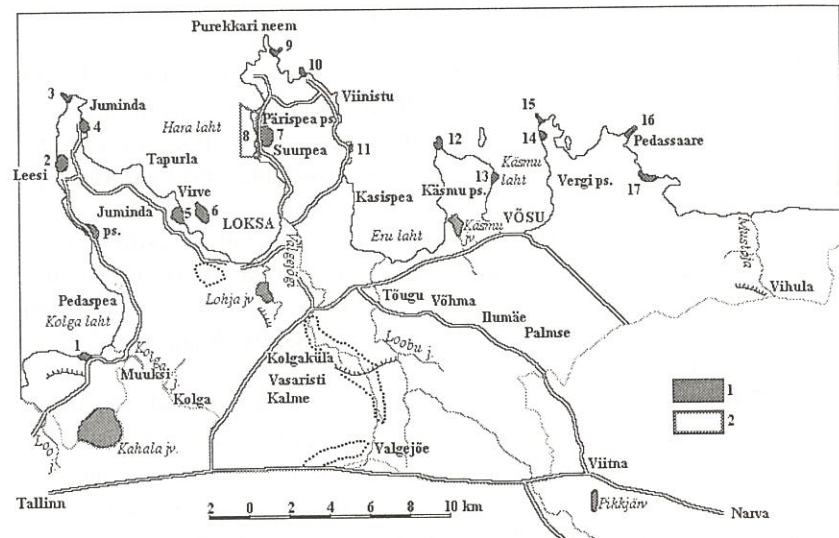 Purekkari neem
9
10
3
Juminda
4
Hara laht
Viinistu
Pärispea ps.
8
7
Suurpea
15
14
16
Pedassaare
12
2
Leesi
Tapurla
11
13
Käsmu
laht
17
Virve
5
6
Kasispea
Käsmu ps.
Vergi ps.
Juminda
ps.
LOKSA
Valgejõgi
Eru laht
Käsmu
jv
VÕSU
Mustoja
Pedaspea
Kolga laht
Lohja jv
Tõugu
Võhma
Vihula
Ilumäe
Palmse
1
Kolga
j.
Muuksi
Kolga
Kolgaküla
Vasaristi
Kalme
Loobu j.
1
2
Loo
j.
Kahala jv.
Valgejõe
Viitna
Tallinn
2 0 2 4 6 8 10 km
Pikkjärv
Narva